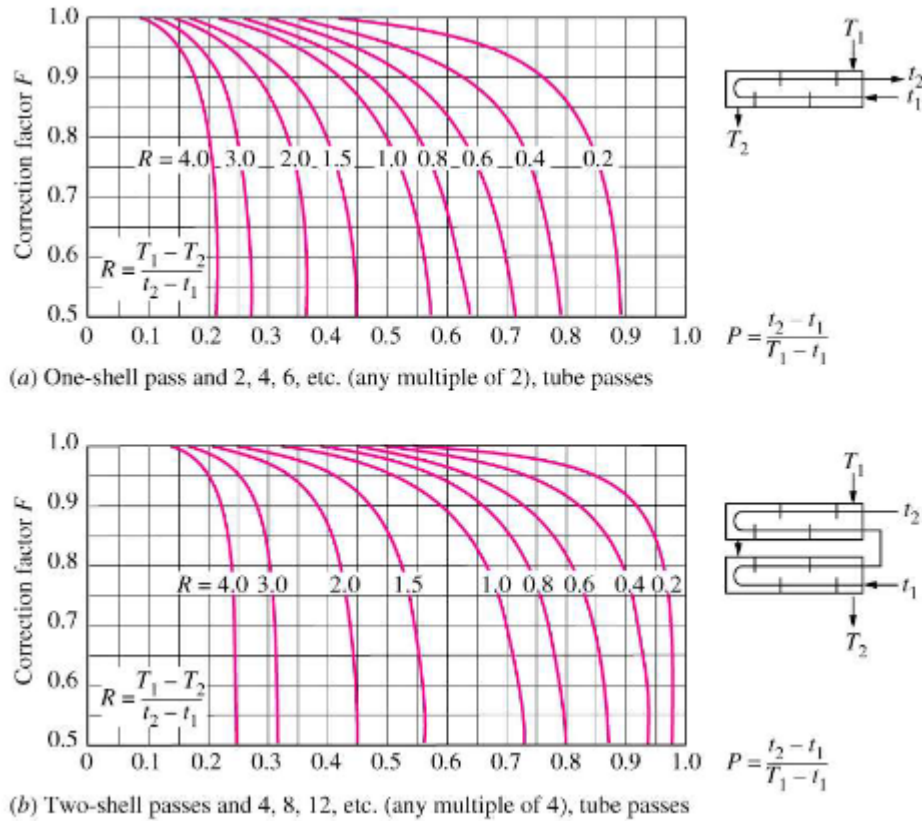 Correction factor F
1.0
0.9
0.8
0.7
0.6
0.5
R = 4.0 3.0 2.0 1.5 1.0 0.8 0.6 0.4 0.2
R = (T₁ − T₂) / (t₂ − t₁)
0 0.1 0.2 0.3 0.4 0.5 0.6 0.7 0.8 0.9 1.0
T₁
t₂
t₁
T₂
P = (t₂ − t₁) / (T₁ − t₁)
(a) One-shell pass and 2, 4, 6, etc. (any multiple of 2), tube passes
Correction factor F
1.0
0.9
0.8
0.7
0.6
0.5
R = 4.0 3.0 2.0 1.5 1.0 0.8 0.6 0.4 0.2
R = (T₁ − T₂) / (t₂ − t₁)
0 0.1 0.2 0.3 0.4 0.5 0.6 0.7 0.8 0.9 1.0
T₁
t₂
t₁
T₂
P = (t₂ − t₁) / (T₁ − t₁)
(b) Two-shell passes and 4, 8, 12, etc. (any multiple of 4), tube passes